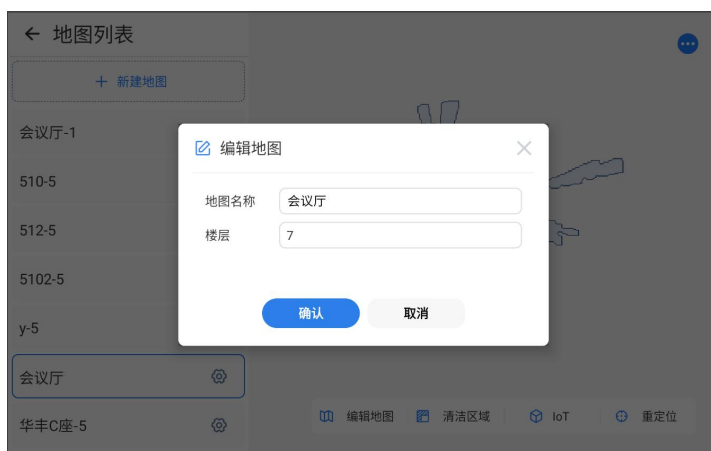 地图列表
新建地图
会议厅-1
510-5
512-5
5102-5
y-5
会议厅
华丰C座-5
编辑地图
地图名称 会议厅
楼层 7
确认 取消
编辑地图 清洁区域 IoT 重定位